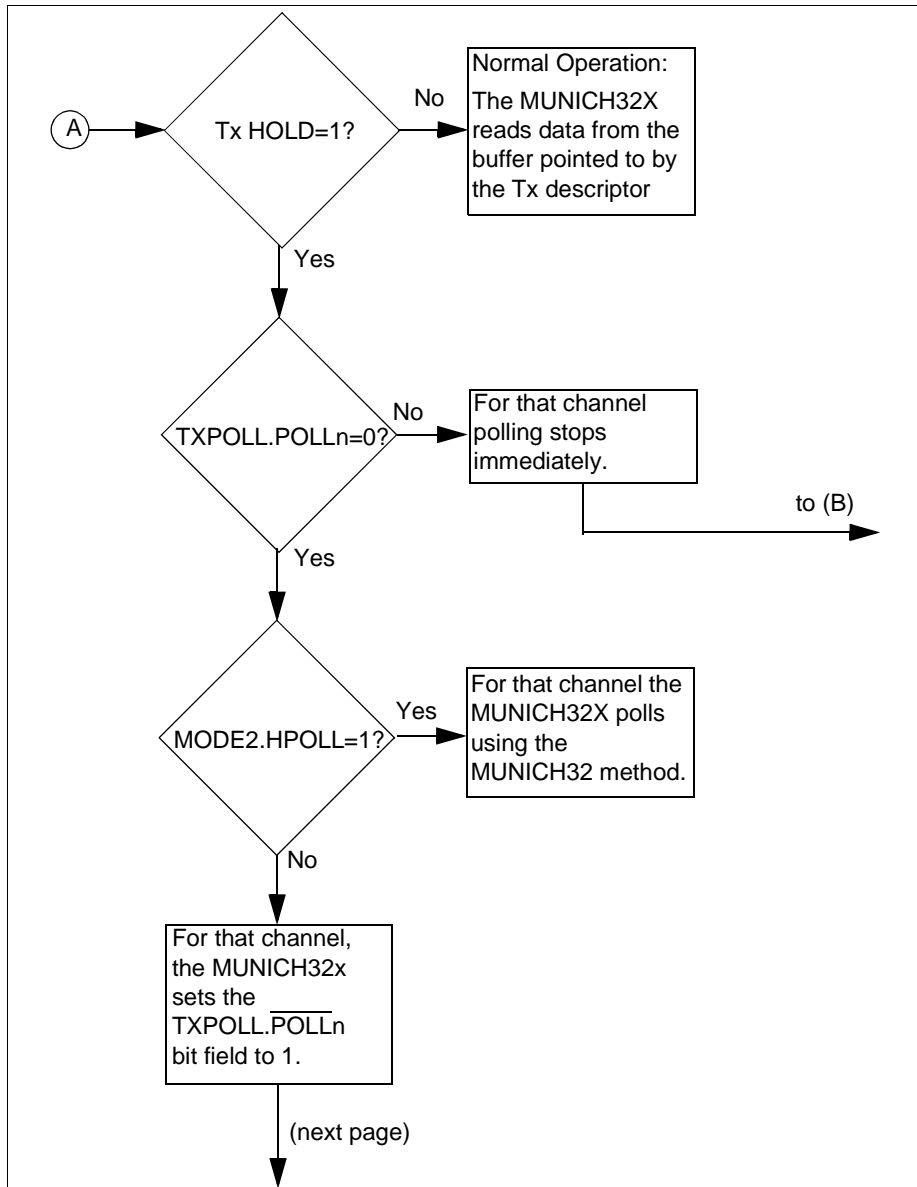 A
Tx HOLD=1?
No
Normal Operation:
The MUNICH32X
reads data from the
buffer pointed to by
the Tx descriptor
Yes
TXPOLL.POLLn=0?
No
For that channel
polling stops
immediately.
to (B)
Yes
MODE2.HPOLL=1?
Yes
For that channel the
MUNICH32X polls
using the
MUNICH32 method.
No
For that channel,
the MUNICH32x
sets the
TXPOLL.P̅O̅L̅L̅n
bit field to 1.
(next page)